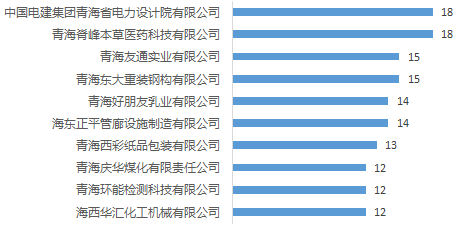 中国电建集团青海省电力设计院有限公司 18
青海脊峰本草医药科技有限公司 18
青海友通实业有限公司 15
青海东大重装钢构有限公司 15
青海好朋友乳业有限公司 14
海东正平管廊设施制造有限公司 14
青海西彩纸品包装有限公司 13
青海庆华煤化有限责任公司 12
青海环能检测科技有限公司 12
海西华汇化工机械有限公司 12